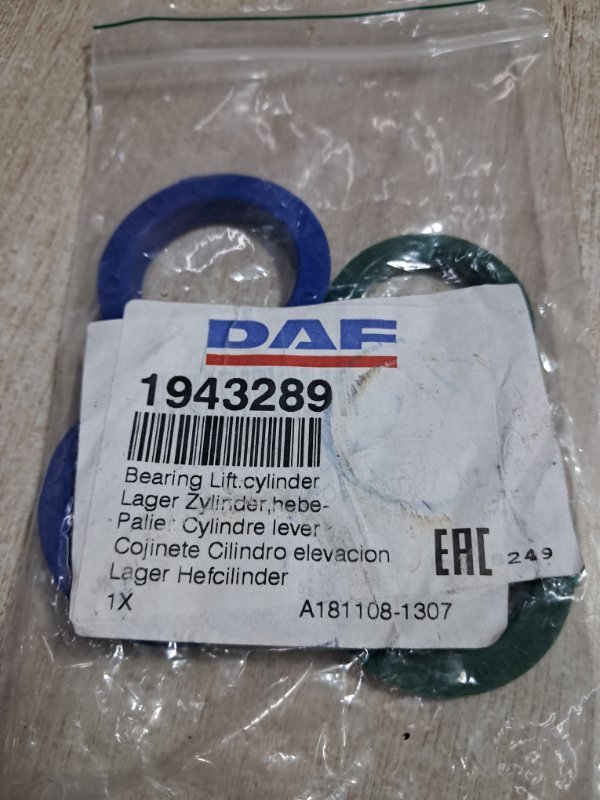 DAF
1943289
Bearing Lift.cylinder
Lager Zylinder,hebe-
Palier Cylindre lever
Cojinete Cilindro elevacion
Lager Hefcilinder
EAC
249
1X
A181108-1307